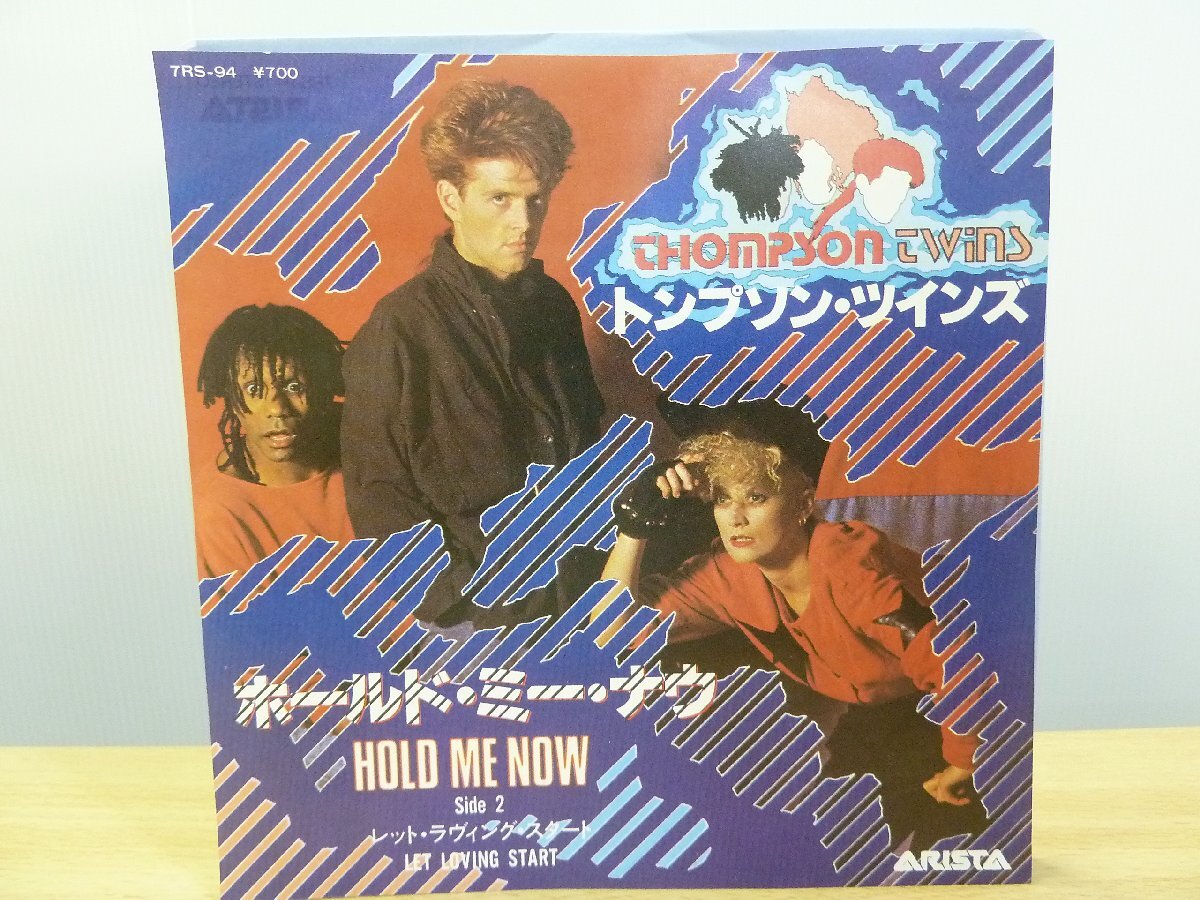 7RS-94 ¥700
THOMPSON TWINS
トンプソン・ツインズ
ホールド・ミー・ナウ
HOLD ME NOW
Side 2
レット・ラヴィング・スタート
LET LOVING START
ARISTA